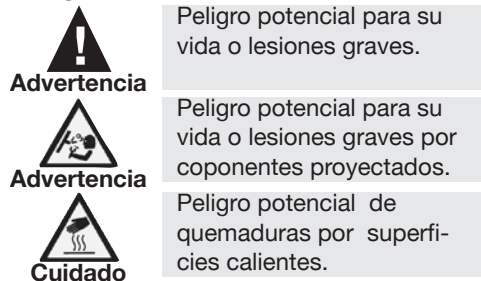 Peligro potencial para su
vida o lesiones graves.
Advertencia
Peligro potencial para su
vida o lesiones graves por
coponentes proyectados.
Advertencia
Peligro potencial de
quemaduras por superfi-
cies calientes.
Cuidado